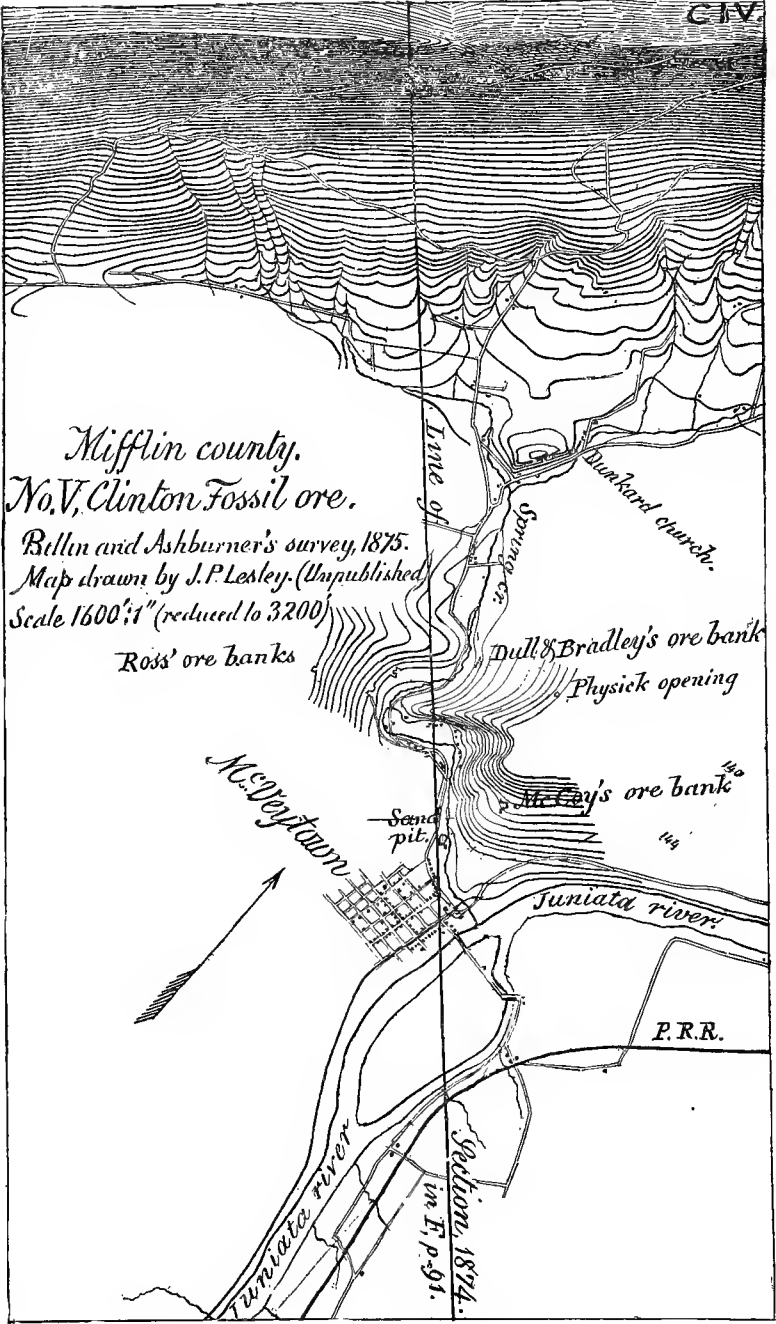 CIV.
Mifflin county.
No. V, Clinton Fossil ore.
Billin and Ashburner's survey, 1875.
Map drawn by J. P. Lesley. (Unpublished)
Scale 1600':1" (reduced to 3200)
Line of
Spring cr.
Dunkard church.
Ross' ore banks
Dull & Bradley's ore bank
Physick opening
McVeytown
McCoy's ore bank
140
144
Sand
pit.
Juniata river.
P.R.R.
Juniata river
Section, 1874.
in F, p. 91.